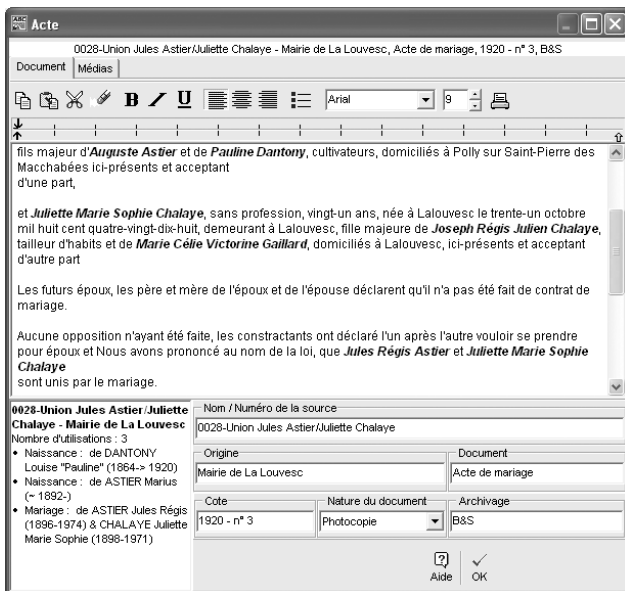 Acte
0028-Union Jules Astier/Juliette Chalaye - Mairie de La Louvesc, Acte de mariage, 1920 - n° 3, B&S
Document Médias
B I U Arial 9
fils majeur d'Auguste Astier et de Pauline Dantony, cultivateurs, domiciliés à Polly sur Saint-Pierre des
Macchabées ici-présents et acceptant
d'une part,
et Juliette Marie Sophie Chalaye, sans profession, vingt-un ans, née à Lalouvesc le trente-un octobre
mil huit cent quatre-vingt-dix-huit, demeurant à Lalouvesc, fille majeure de Joseph Régis Julien Chalaye,
tailleur d'habits et de Marie Célie Victorine Gaillard, domiciliés à Lalouvesc, ici-présents et acceptant
d'autre part
Les futurs époux, les père et mère de l'époux et de l'épouse déclarent qu'il n'a pas été fait de contrat de
mariage.
Aucune opposition n'ayant été faite, les constractants ont déclaré l'un après l'autre vouloir se prendre
pour époux et Nous avons prononcé au nom de la loi, que Jules Régis Astier et Juliette Marie Sophie
Chalaye
sont unis par le mariage.
0028-Union Jules Astier/Juliette
Chalaye - Mairie de La Louvesc
Nombre d'utilisations : 3
• Naissance : de DANTONY
Louise "Pauline" (1864-> 1920)
• Naissance : de ASTIER Marius
(~ 1892-)
• Mariage : de ASTIER Jules Régis
(1896-1974) & CHALAYE Juliette
Marie Sophie (1898-1971)
Nom / Numéro de la source
0028-Union Jules Astier/Juliette Chalaye
Origine Document
Mairie de La Louvesc Acte de mariage
Cote Nature du document Archivage
1920 - n° 3 Photocopie B&S
Aide OK